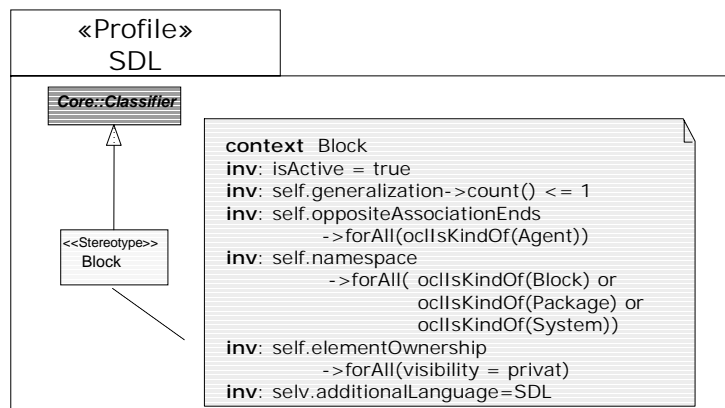 «Profile»
SDL
Core::Classifier
<<Stereotype>>
Block
context Block
inv: isActive = true
inv: self.generalization->count() <= 1
inv: self.oppositeAssociationEnds
->forAll(oclIsKindOf(Agent))
inv: self.namespace
->forAll( oclIsKindOf(Block) or
oclIsKindOf(Package) or
oclIsKindOf(System))
inv: self.elementOwnership
->forAll(visibility = privat)
inv: selv.additionalLanguage=SDL